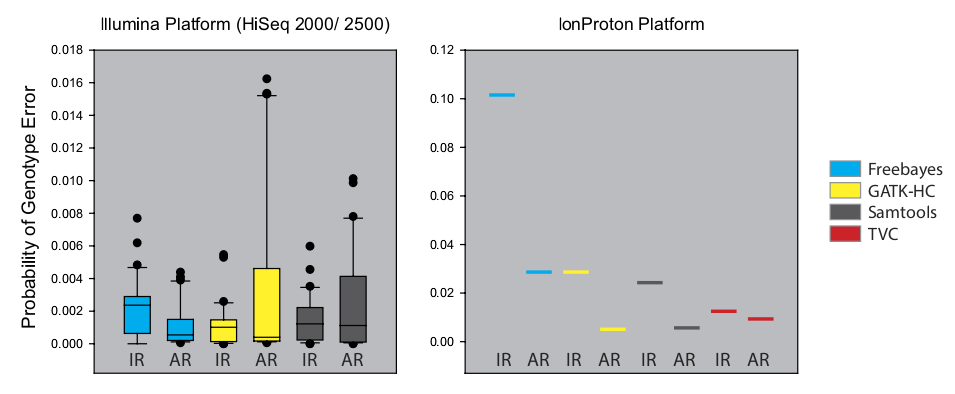 Illumina Platform (HiSeq 2000/ 2500)
IonProton Platform
Probability of Genotype Error
0.018
0.016
0.014
0.012
0.010
0.008
0.006
0.004
0.002
0.000
IR AR IR AR IR AR
0.12
0.10
0.08
0.06
0.04
0.02
0.00
IR AR IR AR IR AR IR AR
Freebayes
GATK-HC
Samtools
TVC